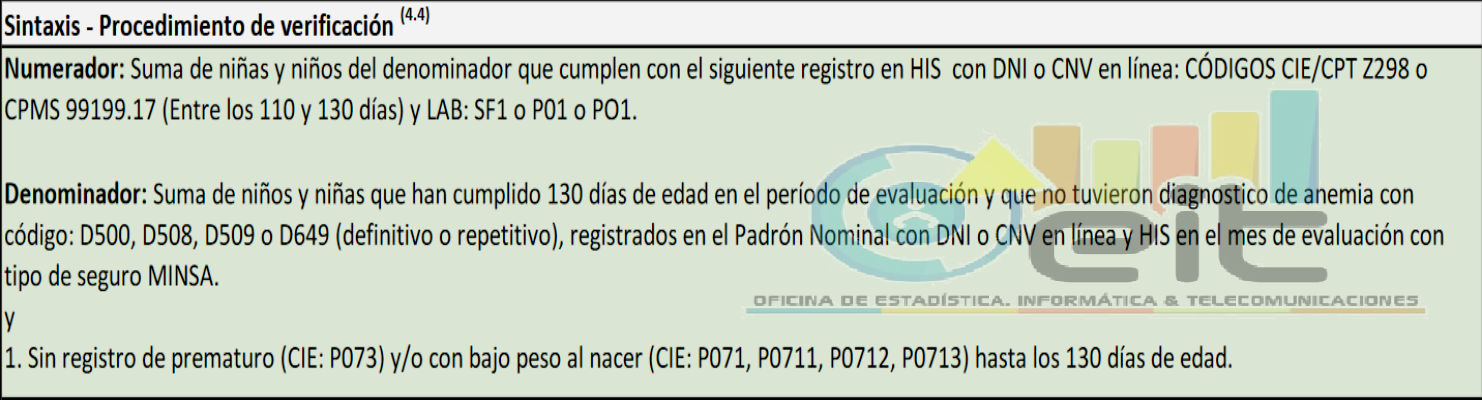 Sintaxis - Procedimiento de verificación (4.4)
Numerador: Suma de niñas y niños del denominador que cumplen con el siguiente registro en HIS con DNI o CNV en línea: CÓDIGOS CIE/CPT Z298 o
CPMS 99199.17 (Entre los 110 y 130 días) y LAB: SF1 o P01 o PO1.
Denominador: Suma de niños y niñas que han cumplido 130 días de edad en el período de evaluación y que no tuvieron diagnostico de anemia con
código: D500, D508, D509 o D649 (definitivo o repetitivo), registrados en el Padrón Nominal con DNI o CNV en línea y HIS en el mes de evaluación con
tipo de seguro MINSA.
eit
OFICINA DE ESTADÍSTICA. INFORMÁTICA & TELECOMUNICACIONES
y
1. Sin registro de prematuro (CIE: P073) y/o con bajo peso al nacer (CIE: P071, P0711, P0712, P0713) hasta los 130 días de edad.